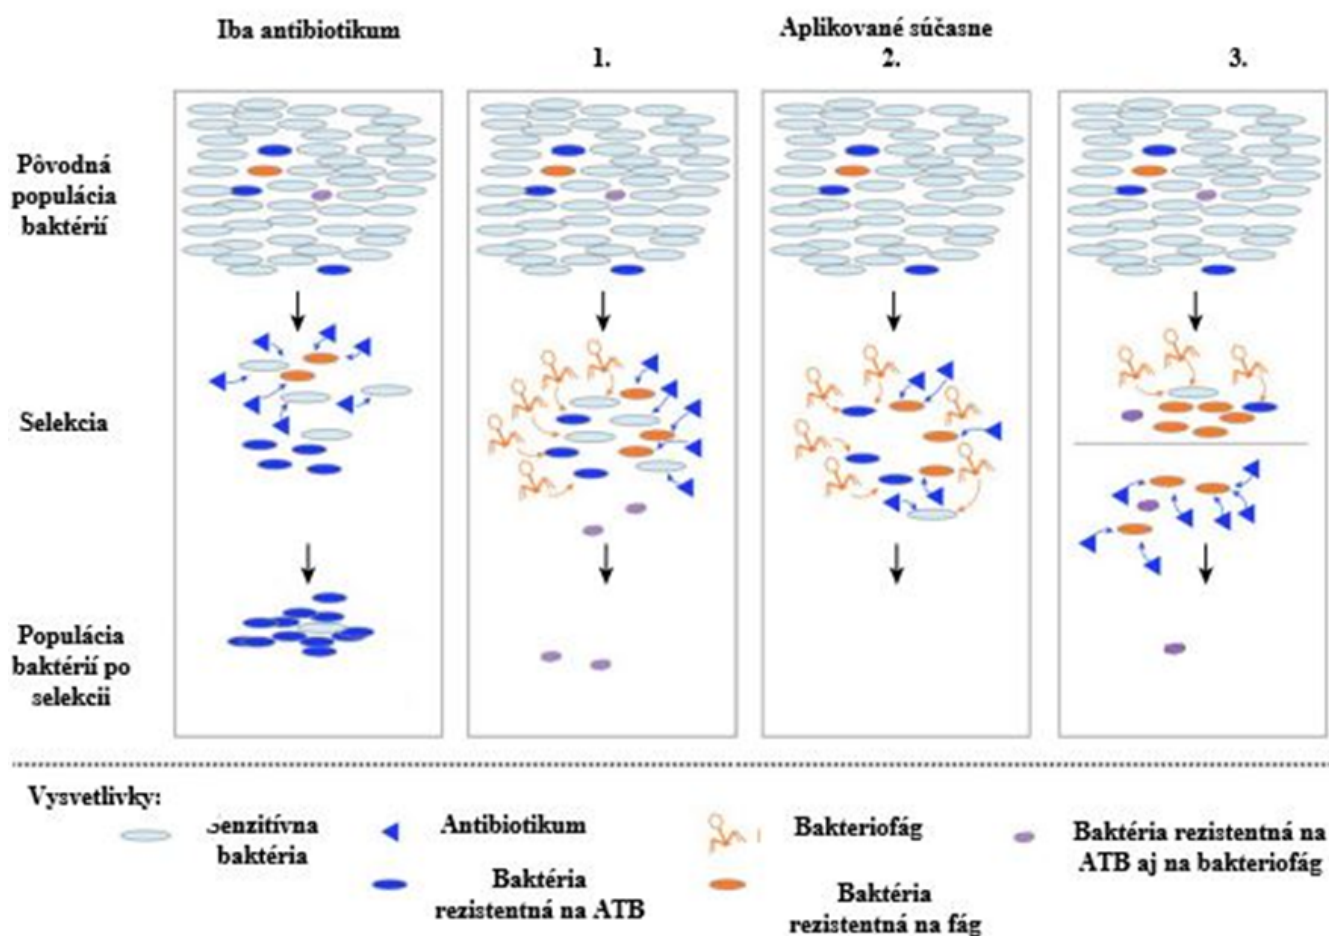 Iba antibiotikum
Aplikované súčasne
1.
2.
3.
Pôvodná
populácia
baktérií
Selekcia
Populácia
baktérií po
selekcii
Vysvetlivky:
Senzitívna
baktéria
Antibiotikum
Baktéria
rezistentná na ATB
Bakteriofág
Baktéria
rezistentná na fág
Baktéria rezistentná na
ATB aj na bakteriofág